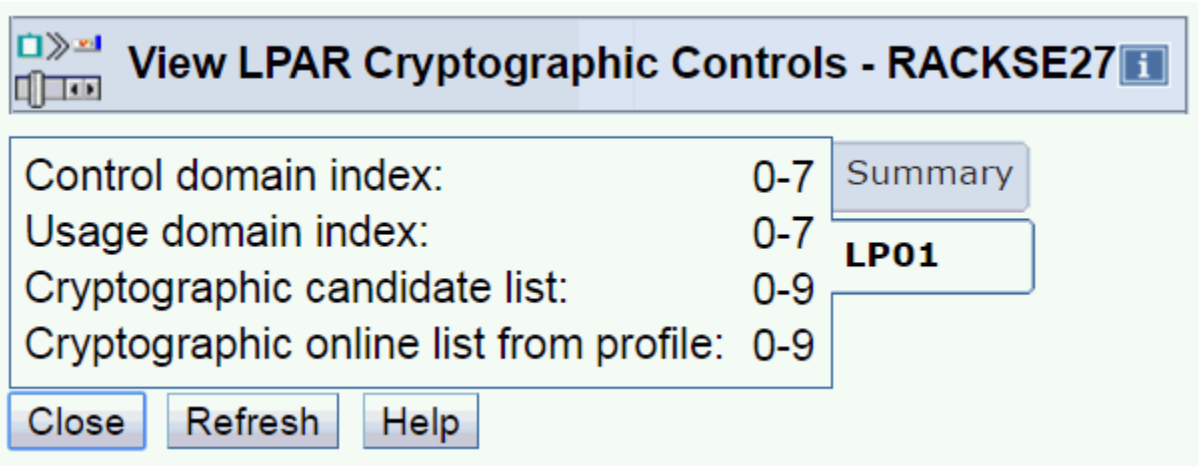 View LPAR Cryptographic Controls - RACKSE27 i
Control domain index: 0-7
Usage domain index: 0-7
Cryptographic candidate list: 0-9
Cryptographic online list from profile: 0-9
Summary
LP01
Close Refresh Help